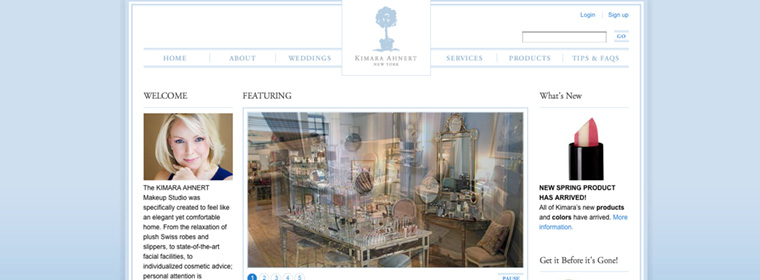 Login | Sign up
GO
HOME
ABOUT
WEDDINGS
KIMARA AHNERT
NEW YORK
SERVICES
PRODUCTS
TIPS & FAQS
WELCOME
The KIMARA AHNERT
Makeup Studio was
specifically created to feel like
an elegant yet comfortable
home. From the relaxation of
plush Swiss robes and
slippers, to state-of-the-art
facial facilities, to
individualized cosmetic advice;
personal attention is
FEATURING
1 2 3 4 5
PAUSE
What's New
NEW SPRING PRODUCT
HAS ARRIVED!
All of Kimara's new products
and colors have arrived. More
information.
Get it Before it's Gone!